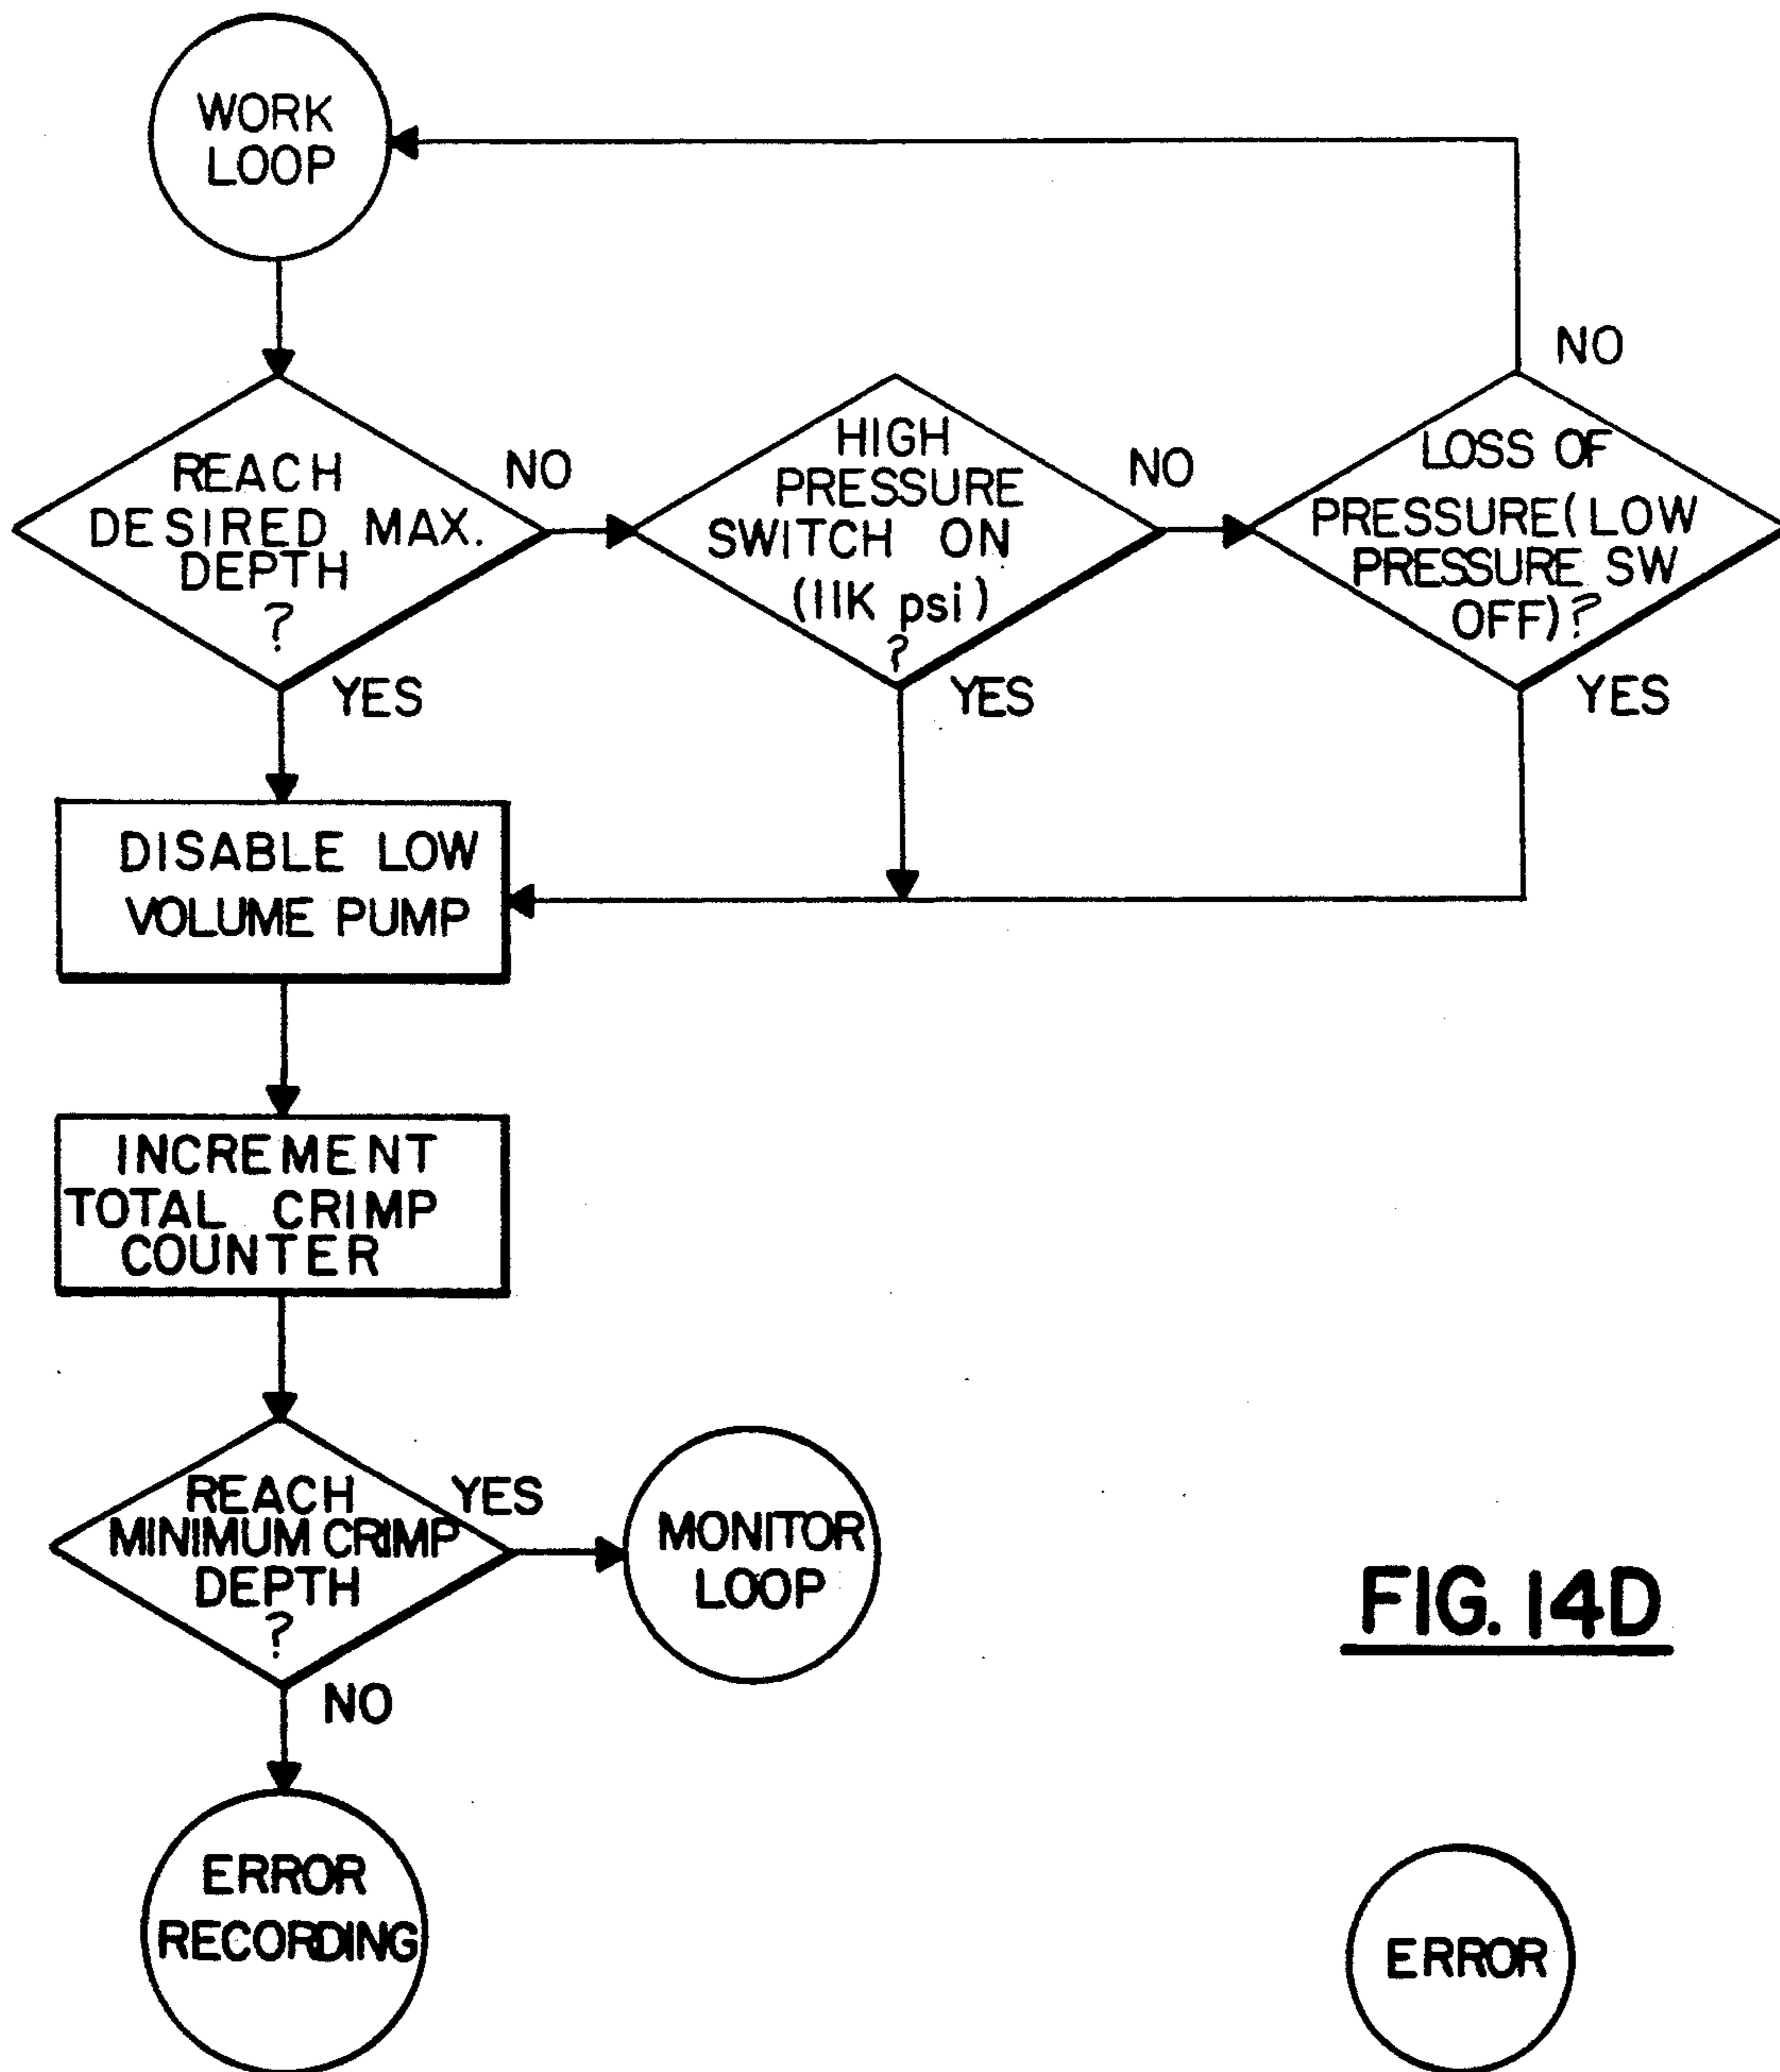 WORK
LOOP
REACH
DESIRED MAX.
DEPTH
?
NO
YES
HIGH
PRESSURE
SWITCH ON
(11K psi)
?
NO
YES
LOSS OF
PRESSURE(LOW
PRESSURE SW
OFF)?
NO
YES
DISABLE LOW
VOLUME PUMP
INCREMENT
TOTAL CRIMP
COUNTER
REACH
MINIMUM CRIMP
DEPTH
?
YES
NO
MONITOR
LOOP
ERROR
RECORDING
FIG. 14D
ERROR